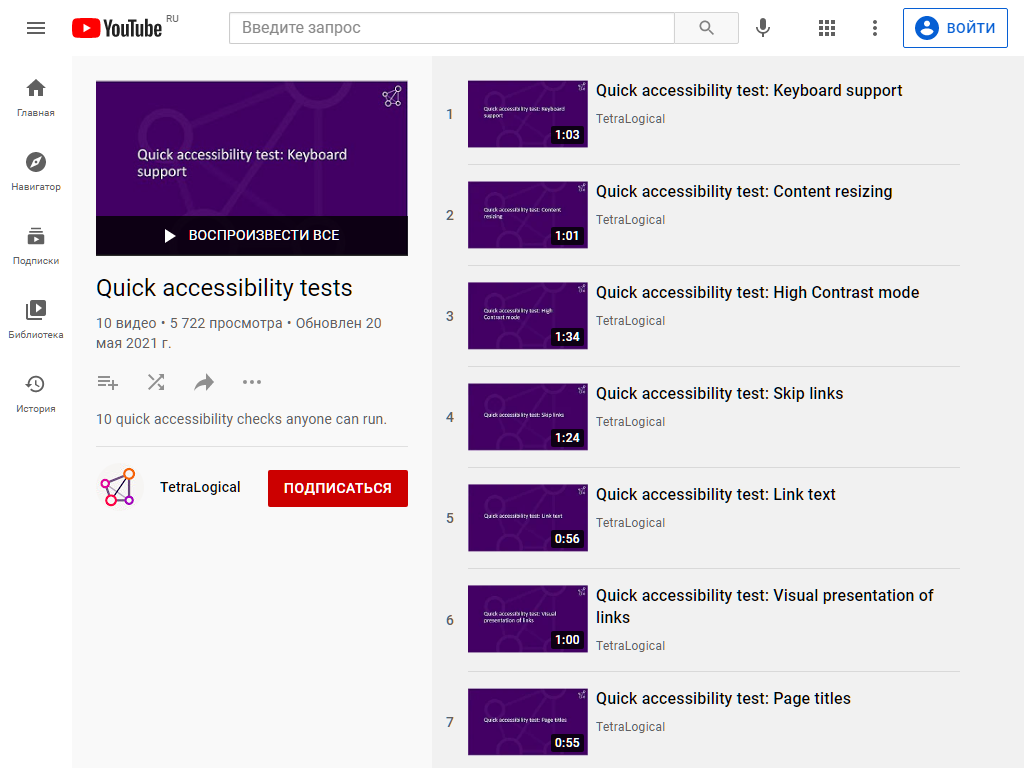 YouTube RU
Введите запрос
ВОЙТИ
Главная
Навигатор
Подписки
Библиотека
История
Quick accessibility test: Keyboard
support
ВОСПРОИЗВЕСТИ ВСЕ
Quick accessibility tests
10 видео • 5 722 просмотра • Обновлен 20
мая 2021 г.
10 quick accessibility checks anyone can run.
TetraLogical
ПОДПИСАТЬСЯ
1
Quick accessibility test: Keyboard
support
1:03
Quick accessibility test: Keyboard support
TetraLogical
2
Quick accessibility test: Content
resizing
1:01
Quick accessibility test: Content resizing
TetraLogical
3
Quick accessibility test: High
Contrast mode
1:34
Quick accessibility test: High Contrast mode
TetraLogical
4
Quick accessibility test: Skip links
1:24
Quick accessibility test: Skip links
TetraLogical
5
Quick accessibility test: Link text
0:56
Quick accessibility test: Link text
TetraLogical
6
Quick accessibility test: Visual
presentation of links
1:00
Quick accessibility test: Visual presentation of
links
TetraLogical
7
Quick accessibility test: Page titles
0:55
Quick accessibility test: Page titles
TetraLogical